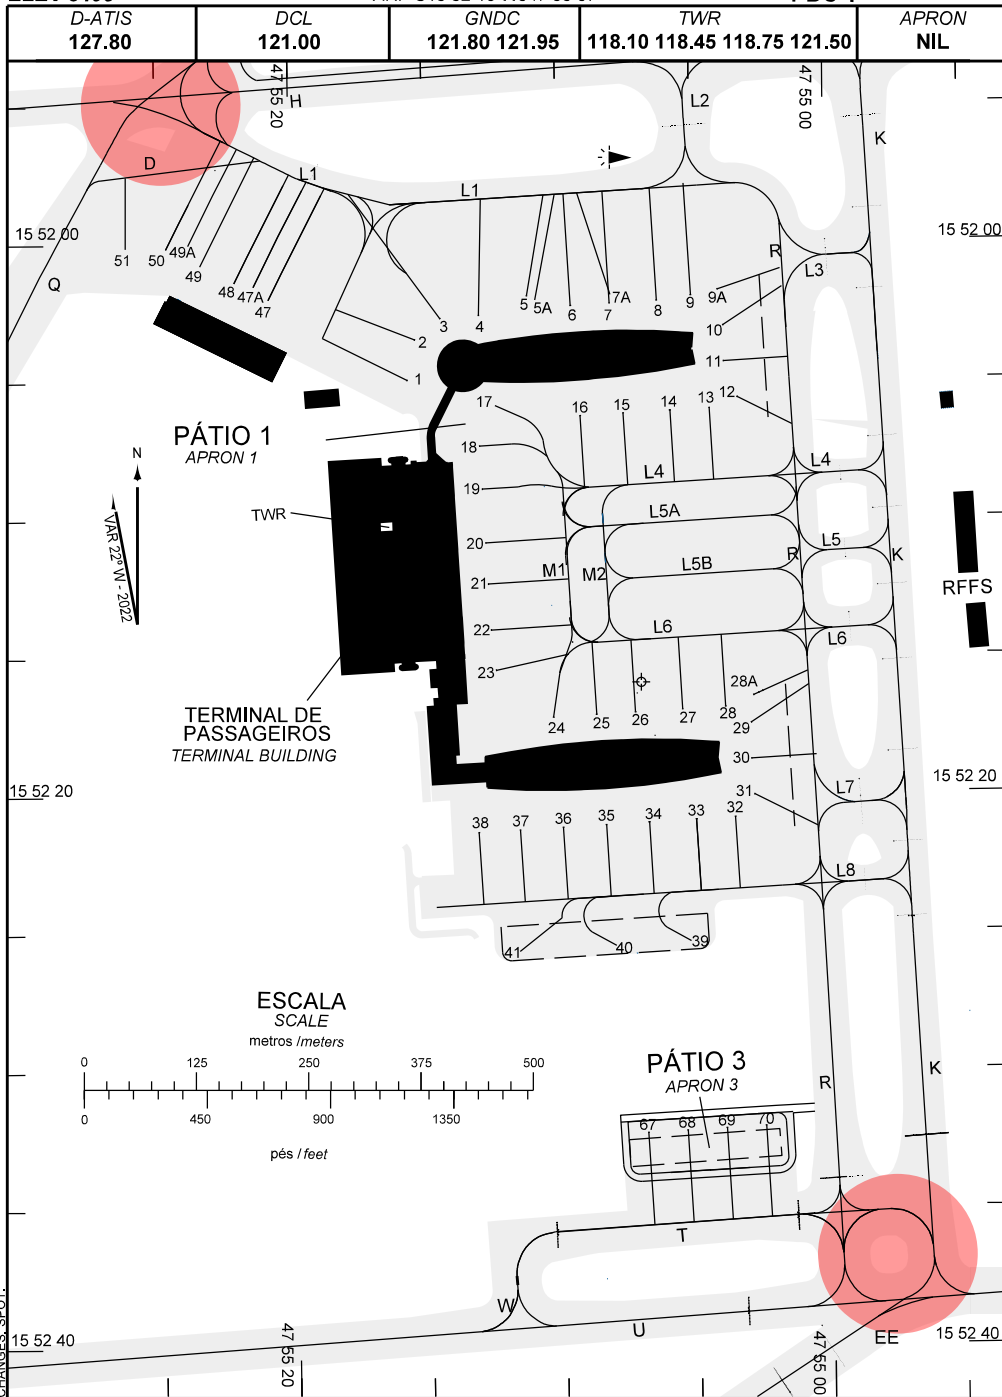 D-ATIS
127.80
DCL
121.00
GNDC
121.80 121.95
TWR
118.10 118.45 118.75 121.50
APRON
NIL
47 55 20
47 55 00
H
L2
K
D
L1
L1
15 52 00
15 52 00
Q
R
L3
51
50
49A
49
48
47A
47
3
4
5
5A
6
7A
7
8
9
9A
10
2
1
11
12
17
16
15
14
13
PÁTIO 1
APRON 1
18
19
L4
L4
N
VAR 22° W - 2022
TWR
L5A
20
L5
M1
M2
L5B
R
K
21
RFFS
22
L6
L6
23
28A
24
25
26
27
28
29
TERMINAL DE
PASSAGEIROS
TERMINAL BUILDING
30
15 52 20
15 52 20
L7
31
38
37
36
35
34
33
32
L8
41
40
39
ESCALA
SCALE
metros / meters
0 125 250 375 500
0 450 900 1350
pés / feet
PÁTIO 3
APRON 3
R
K
67
68
69
70
T
W
U
EE
15 52 40
15 52 40
47 55 20
47 55 00
CHANGES: SPOT.